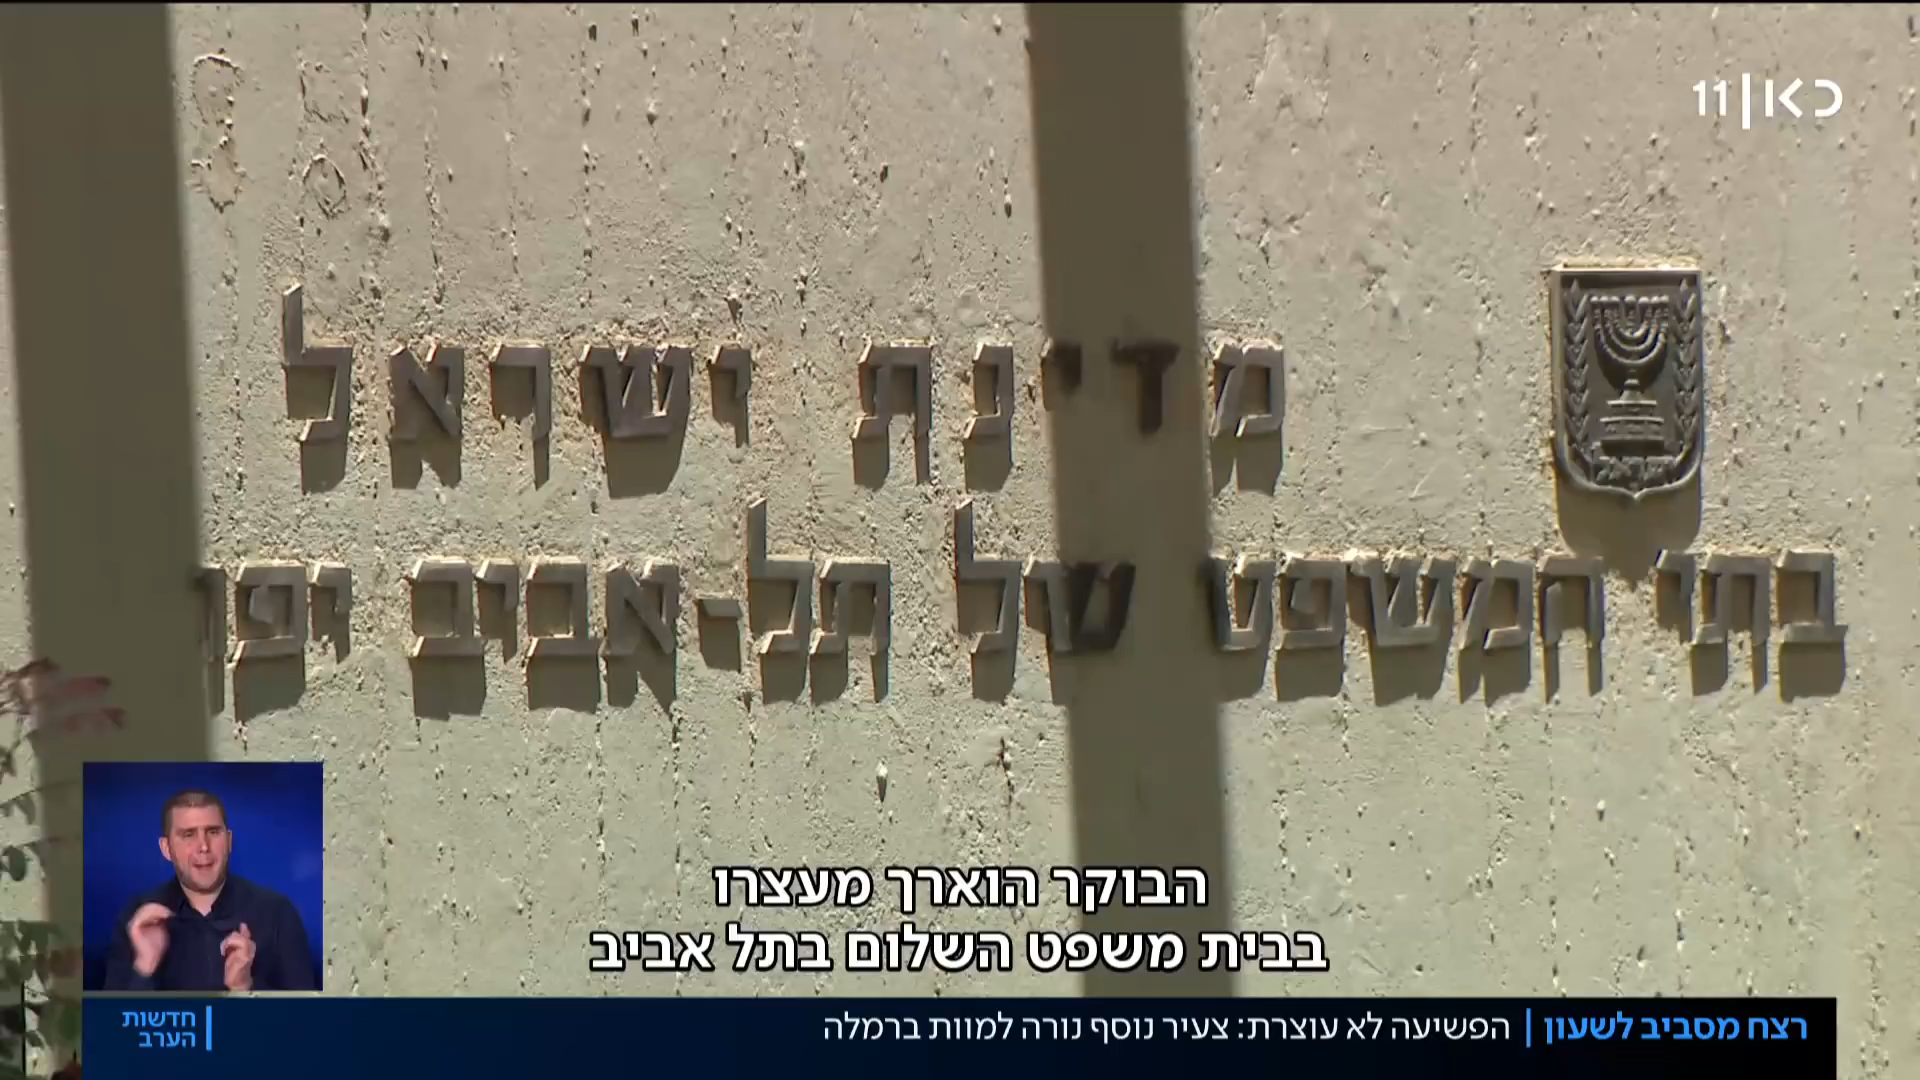 כאן 11
מדינת ישראל
ישראל
בתי המשפט של תל-אביב יפו
הבוקר הוארך מעצרו
בבית משפט השלום בתל אביב
רצח מסביב לשעון | הפשיעה לא עוצרת: צעיר נוסף נורה למוות ברמלה
חדשות
הערב